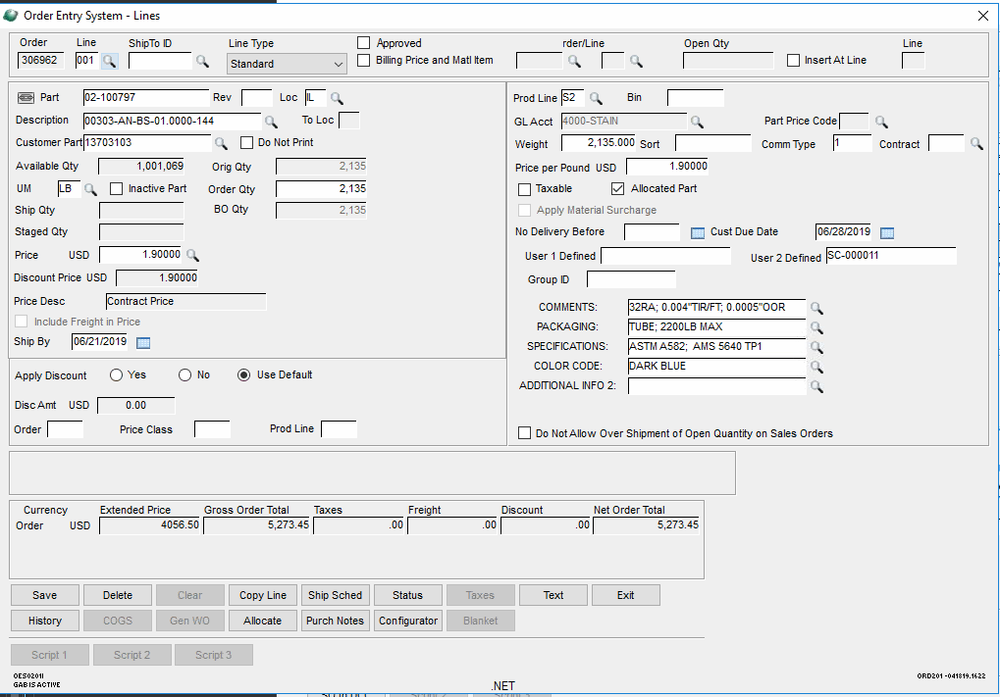 Order Entry System - Lines
Order Line ShipTo ID Line Type Approved rder/Line Open Qty Line
306962 001 Standard Billing Price and Matl Item Insert At Line
Part 02-100797 Rev Loc IL
Description 00303-AN-BS-01.0000-144 To Loc
Customer Part 13703103 Do Not Print
Available Qty 1,001,069 Orig Qty 2,135
UM LB Inactive Part Order Qty 2,135
Ship Qty BO Qty 2,135
Staged Qty
Price USD 1.90000
Discount Price USD 1.90000
Price Desc Contract Price
Include Freight in Price
Ship By 06/21/2019
Apply Discount Yes No Use Default
Disc Amt USD 0.00
Order Price Class Prod Line
Prod Line S2 Bin
GL Acct 4000-STAIN Part Price Code
Weight 2,135.000 Sort Comm Type 1 Contract
Price per Pound USD 1.90000
Taxable Allocated Part
Apply Material Surcharge
No Delivery Before Cust Due Date 06/28/2019
User 1 Defined User 2 Defined SC-000011
Group ID
COMMENTS: 32RA; 0.004"TIR/FT; 0.0005"OOR
PACKAGING: TUBE; 2200LB MAX
SPECIFICATIONS: ASTM A582; AMS 5640 TP1
COLOR CODE: DARK BLUE
ADDITIONAL INFO 2:
Do Not Allow Over Shipment of Open Quantity on Sales Orders
Currency Extended Price Gross Order Total Taxes Freight Discount Net Order Total
Order USD 4056.50 5,273.45 .00 .00 .00 5,273.45
Save Delete Clear Copy Line Ship Sched Status Taxes Text Exit
History COGS Gen WO Allocate Purch Notes Configurator Blanket
Script 1 Script 2 Script 3
OES0201I
GAB IS ACTIVE
.NET
ORD201 -041819.1622